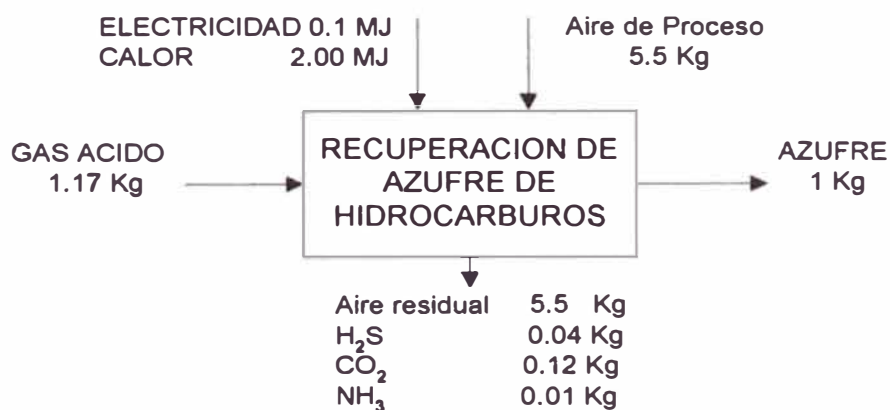 ELECTRICIDAD 0.1 MJ
CALOR 2.00 MJ
Aire de Proceso
5.5 Kg
GAS ACIDO
1.17 Kg
RECUPERACION DE
AZUFRE DE
HIDROCARBUROS
AZUFRE
1 Kg
Aire residual 5.5 Kg
H₂S 0.04 Kg
CO₂ 0.12 Kg
NH₃ 0.01 Kg